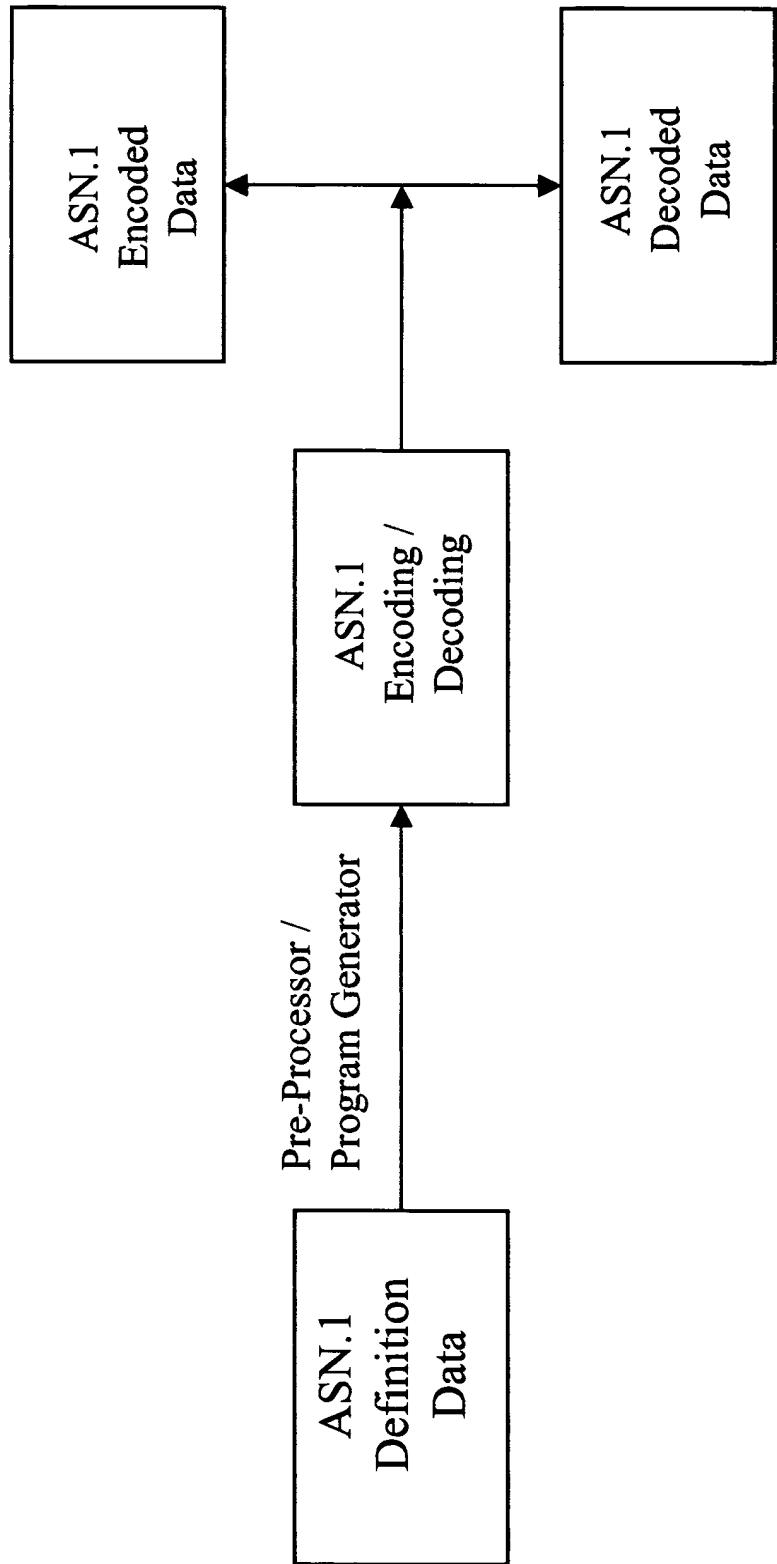 ASN.1
Definition
Data
Pre-Processor /
Program Generator
ASN.1
Encoding /
Decoding
ASN.1
Encoded
Data
ASN.1
Decoded
Data